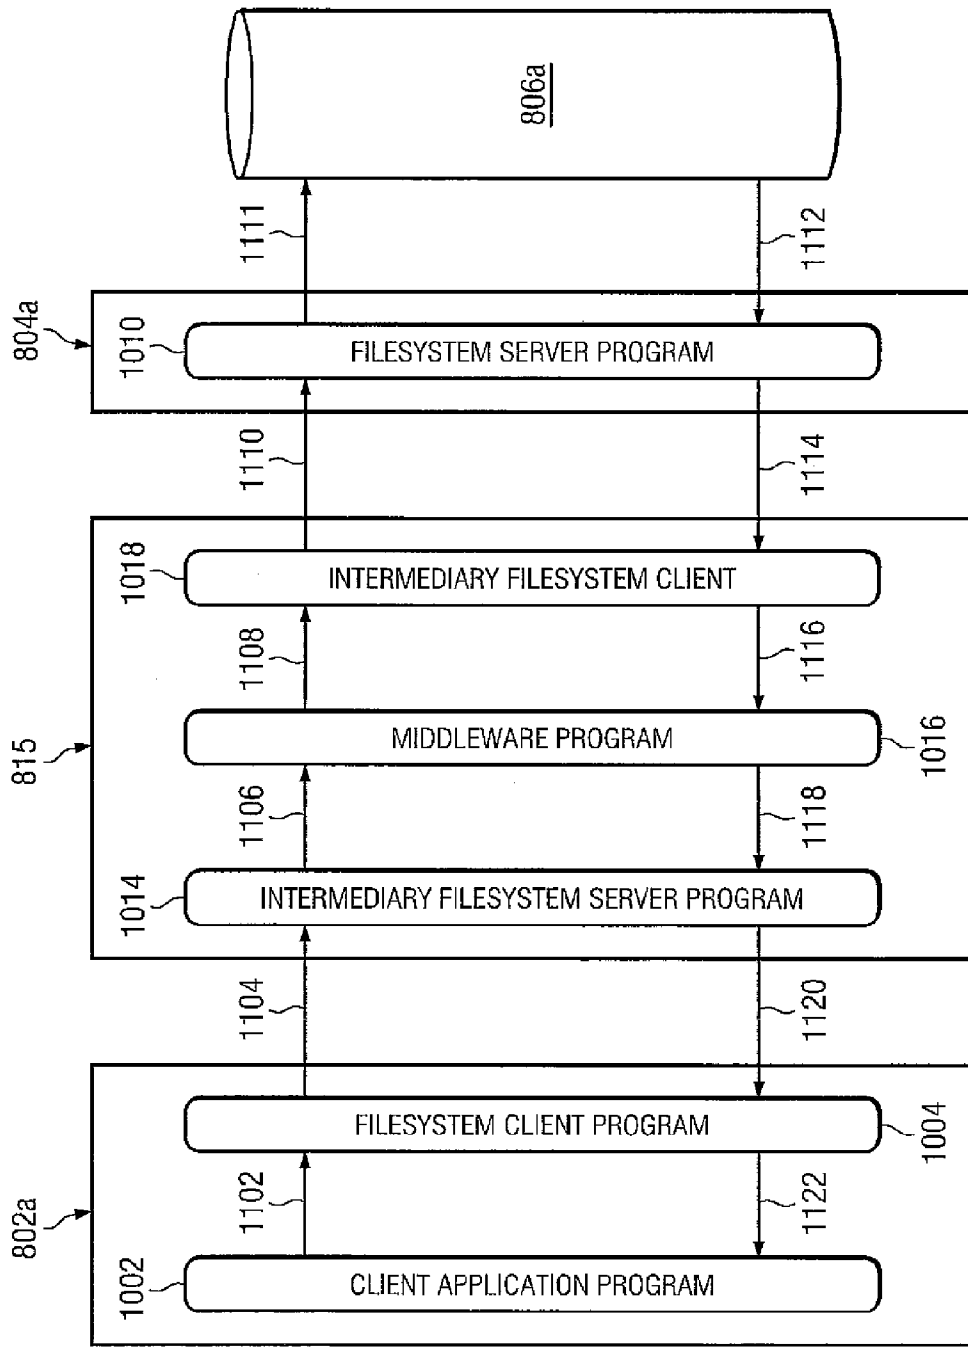 806a
1111
1112
804a
1010
FILESYSTEM SERVER PROGRAM
1110
1114
815
1018
INTERMEDIARY FILESYSTEM CLIENT
1108
1116
MIDDLEWARE PROGRAM
1016
1106
1118
1014
INTERMEDIARY FILESYSTEM SERVER PROGRAM
1104
1120
802a
FILESYSTEM CLIENT PROGRAM
1004
1102
1122
1002
CLIENT APPLICATION PROGRAM